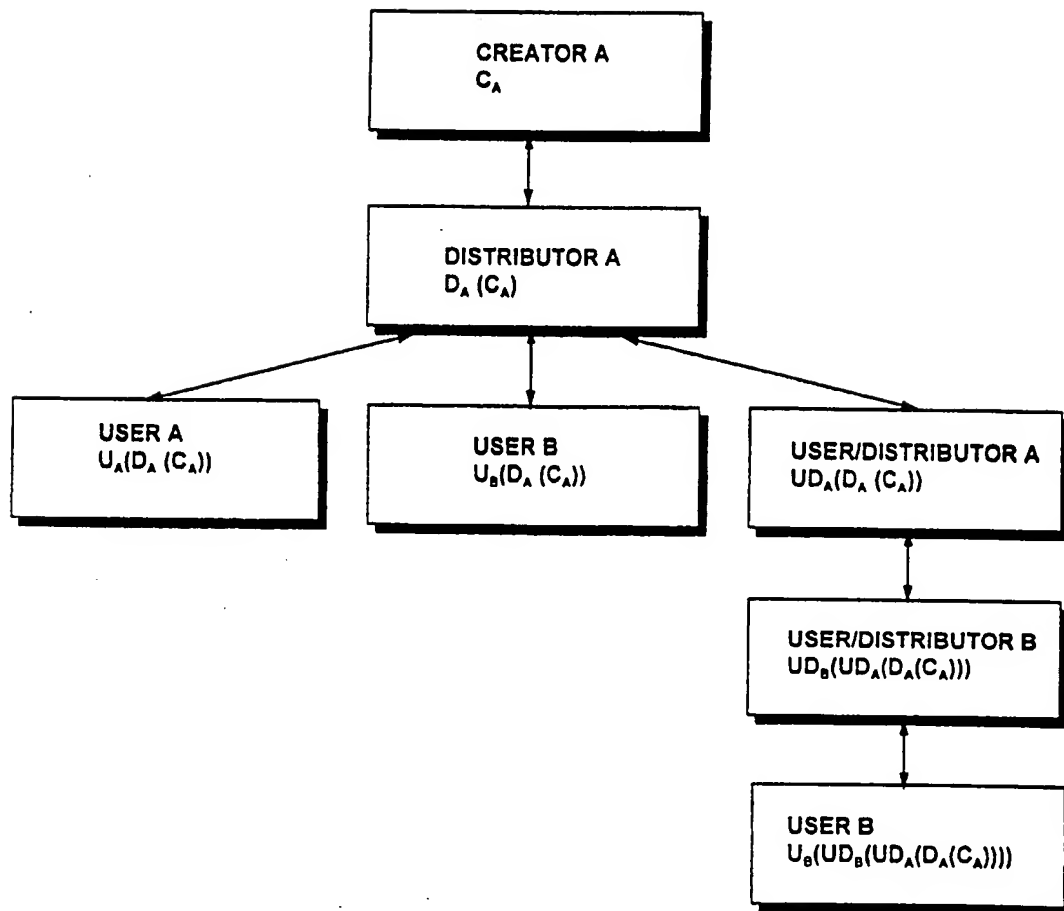 CREATOR A
C_A
DISTRIBUTOR A
D_A (C_A)
USER A
U_A(D_A (C_A))
USER B
U_B(D_A (C_A))
USER/DISTRIBUTOR A
UD_A(D_A (C_A))
USER/DISTRIBUTOR B
UD_B(UD_A(D_A(C_A)))
USER B
U_B(UD_B(UD_A(D_A(C_A))))